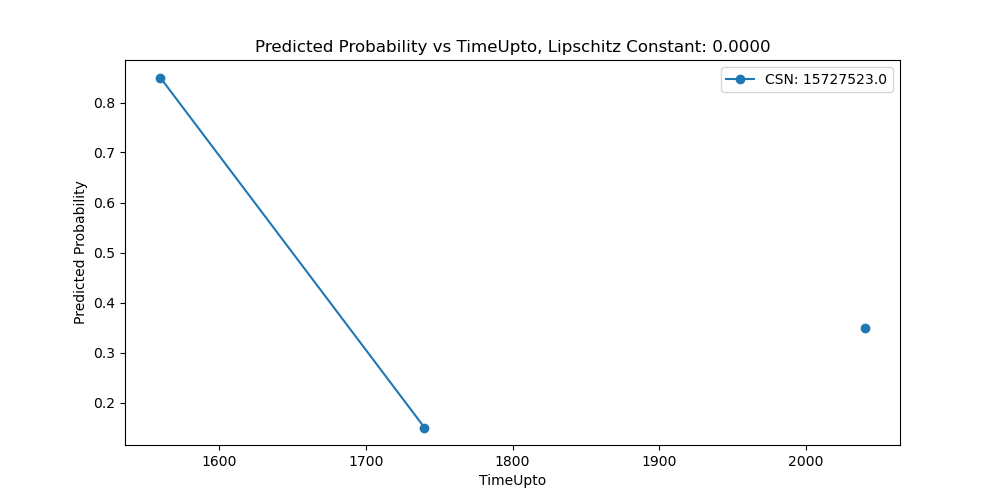 Predicted Probability vs TimeUpto, Lipschitz Constant: 0.0000
CSN: 15727523.0
Predicted Probability
0.8
0.7
0.6
0.5
0.4
0.3
0.2
1600 1700 1800 1900 2000
TimeUpto